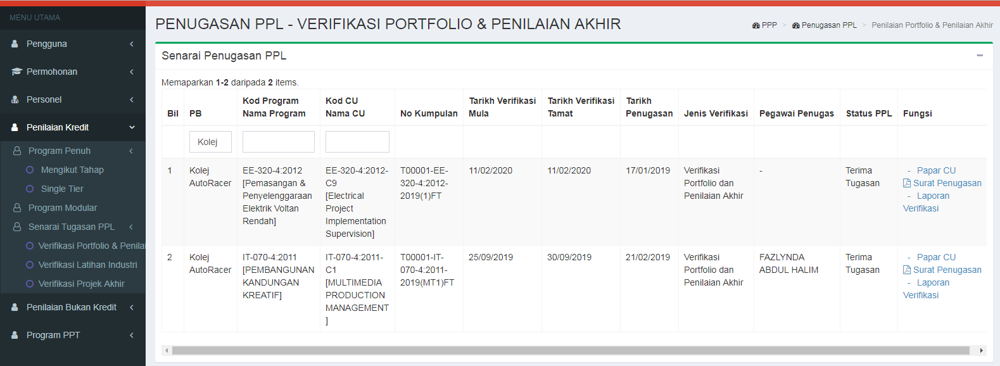 MENU UTAMA
Pengguna
Permohonan
Personel
Penilaian Kredit
Program Penuh
Mengikut Tahap
Single Tier
Program Modular
Senarai Tugasan PPL
Verifikasi Portfolio & Penilai
Verifikasi Latihan Industri
Verifikasi Projek Akhir
Penilaian Bukan Kredit
Program PPT
PENUGASAN PPL - VERIFIKASI PORTFOLIO & PENILAIAN AKHIR
PPP > Penugasan PPL > Penilaian Portfolio & Penilaian Akhir
Senarai Penugasan PPL
Memaparkan 1-2 daripada 2 items.
Bil
PB
Kod Program
Nama Program
Kod CU
Nama CU
No Kumpulan
Tarikh Verifikasi
Mula
Tarikh Verifikasi
Tamat
Tarikh
Penugasan
Jenis Verifikasi
Pegawai Penugas
Status PPL
Fungsi
Kolej
1
Kolej
AutoRacer
EE-320-4:2012
[Pemasangan &
Penyelenggaraan
Elektrik Voltan
Rendah]
EE-320-4:2012-
C9
[Electrical
Project
Implementation
Supervision]
T00001-EE-
320-4:2012-
2019(1)FT
11/02/2020
11/02/2020
17/01/2019
Verifikasi
Portfolio dan
Penilaian Akhir
-
Terima
Tugasan
- Papar CU
Surat Penugasan
- Laporan
Verifikasi
2
Kolej
AutoRacer
IT-070-4:2011
[PEMBANGUNAN
KANDUNGAN
KREATIF]
IT-070-4:2011-
C1
[MULTIMEDIA
PRODUCTION
MANAGEMENT
]
T00001-IT-
070-4:2011-
2019(MT1)FT
25/09/2019
30/09/2019
21/02/2019
Verifikasi
Portfolio dan
Penilaian Akhir
FAZLYNDA
ABDUL HALIM
Terima
Tugasan
- Papar CU
Surat Penugasan
- Laporan
Verifikasi